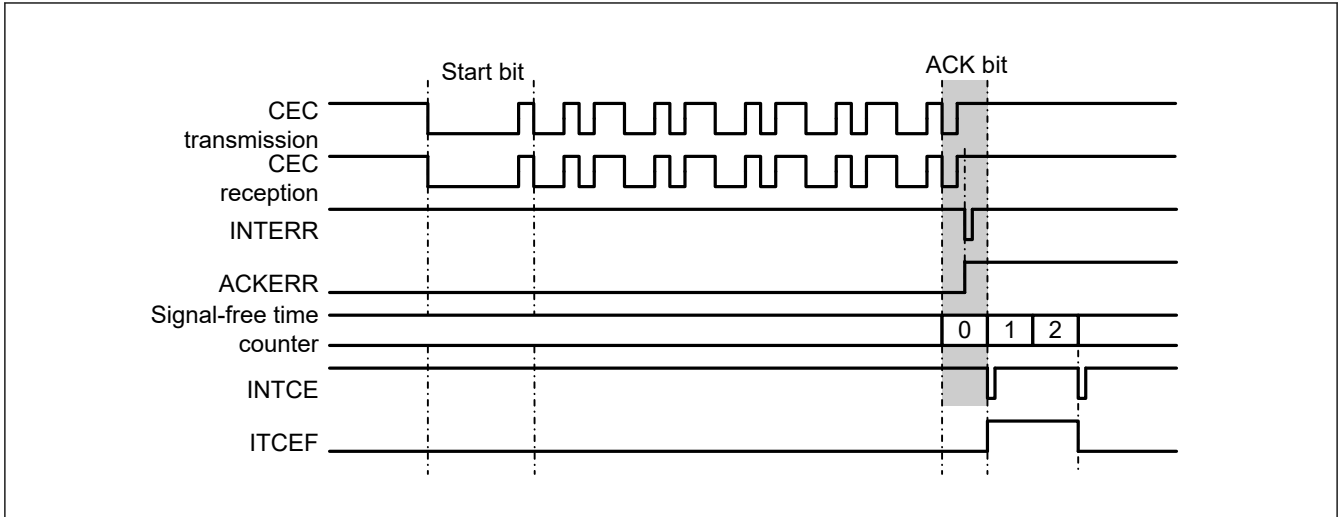 Start bit
ACK bit
CEC
transmission
CEC
reception
INTERR
ACKERR
Signal-free time
counter
0 1 2
INTCE
ITCEF